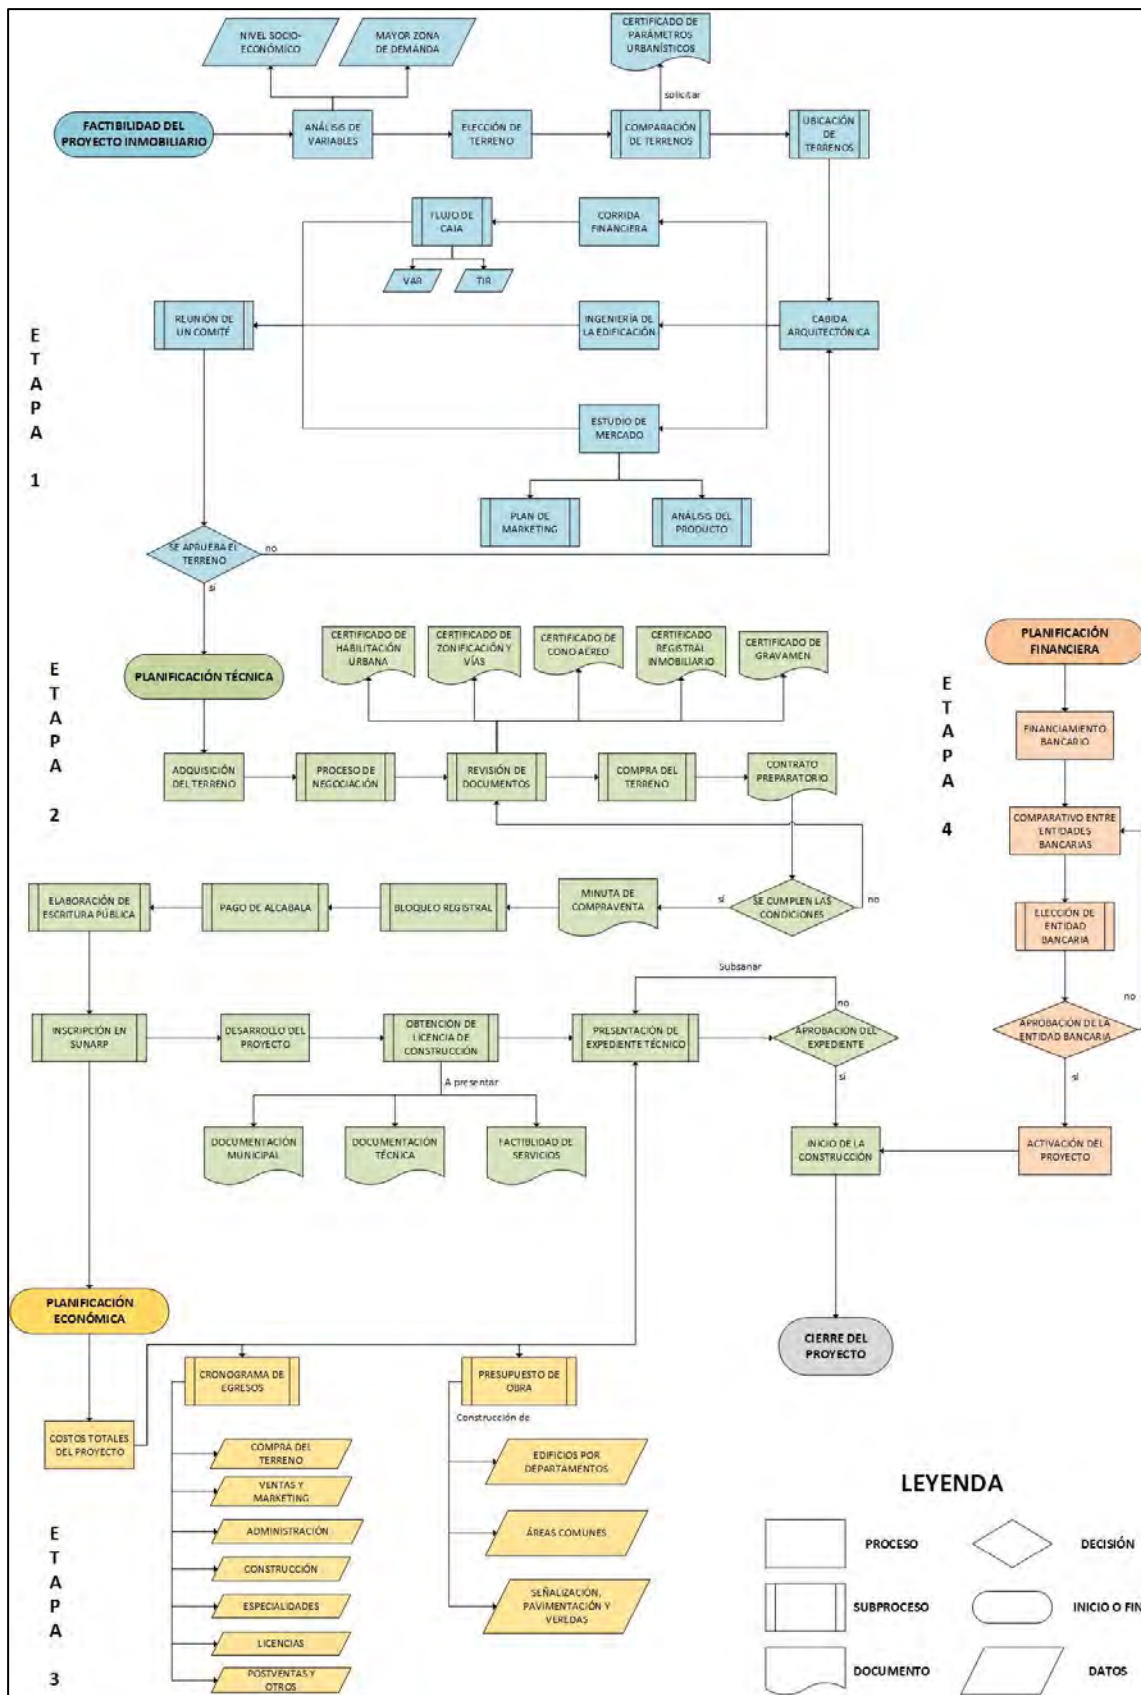 NIVEL SOCIO-
ECONÓMICO
MAYOR ZONA
DE DEMANDA
CERTIFICADO DE
PARÁMETROS
URBANÍSTICOS
solicitar
FACTIBILIDAD DEL
PROYECTO INMOBILIARIO
ANÁLISIS DE
VARIABLES
ELECCIÓN DE
TERRENO
COMPARACIÓN
DE TERRENOS
UBICACIÓN
DE
TERRENOS
FLUJO DE
CAJA
CORRIDA
FINANCIERA
VAR
TIR
REUNIÓN DE
UN COMITÉ
INGENIERÍA DE
LA EDIFICACIÓN
CABIDA
ARQUITECTÓNICA
ESTUDIO DE
MERCADO
PLAN DE
MARKETING
ANÁLISIS DEL
PRODUCTO
SE APRUEBA EL
TERRENO
no
sí
E
T
A
P
A
1
PLANIFICACIÓN TÉCNICA
CERTIFICADO DE
HABILITACIÓN
URBANA
CERTIFICADO DE
ZONIFICACIÓN Y
VÍAS
CERTIFICADO DE
CONO AÉREO
CERTIFICADO
REGISTRAL
INMOBILIARIO
CERTIFICADO DE
GRAVAMEN
ADQUISICIÓN
DEL TERRENO
PROCESO DE
NEGOCIACIÓN
REVISIÓN DE
DOCUMENTOS
COMPRA DEL
TERRENO
CONTRATO
PREPARATORIO
E
T
A
P
A
2
ELABORACIÓN DE
ESCRITURA PÚBLICA
PAGO DE ALCABALA
BLOQUEO REGISTRAL
MINUTA DE
COMPRAVENTA
sí
SE CUMPLEN LAS
CONDICIONES
no
Subsanar
no
INSCRIPCIÓN EN
SUNARP
DESARROLLO DEL
PROYECTO
OBTENCIÓN DE
LICENCIA DE
CONSTRUCCIÓN
PRESENTACIÓN DE
EXPEDIENTE TÉCNICO
APROBACIÓN DEL
EXPEDIENTE
sí
A presentar
DOCUMENTACIÓN
MUNICIPAL
DOCUMENTACIÓN
TÉCNICA
FACTIBLIDAD DE
SERVICIOS
INICIO DE LA
CONSTRUCCIÓN
PLANIFICACIÓN
FINANCIERA
FINANCIAMIENTO
BANCARIO
COMPARATIVO ENTRE
ENTIDADES
BANCARIAS
ELECCIÓN DE
ENTIDAD
BANCARIA
no
APROBACIÓN DE LA
ENTIDAD BANCARIA
sí
ACTIVACIÓN DEL
PROYECTO
E
T
A
P
A
4
PLANIFICACIÓN
ECONÓMICA
CIERRE DEL
PROYECTO
CRONOGRAMA DE
EGRESOS
PRESUPUESTO DE
OBRA
COSTOS TOTALES
DEL PROYECTO
Construcción de
COMPRA DEL
TERRENO
VENTAS Y
MARKETING
ADMINISTRACIÓN
CONSTRUCCIÓN
ESPECIALIDADES
LICENCIAS
POSTVENTAS Y
OTROS
EDIFICIOS POR
DEPARTAMENTOS
ÁREAS COMUNES
SEÑALIZACIÓN,
PAVIMENTACIÓN Y
VEREDAS
E
T
A
P
A
3
LEYENDA
PROCESO
DECISIÓN
SUBPROCESO
INICIO O FIN
DOCUMENTO
DATOS